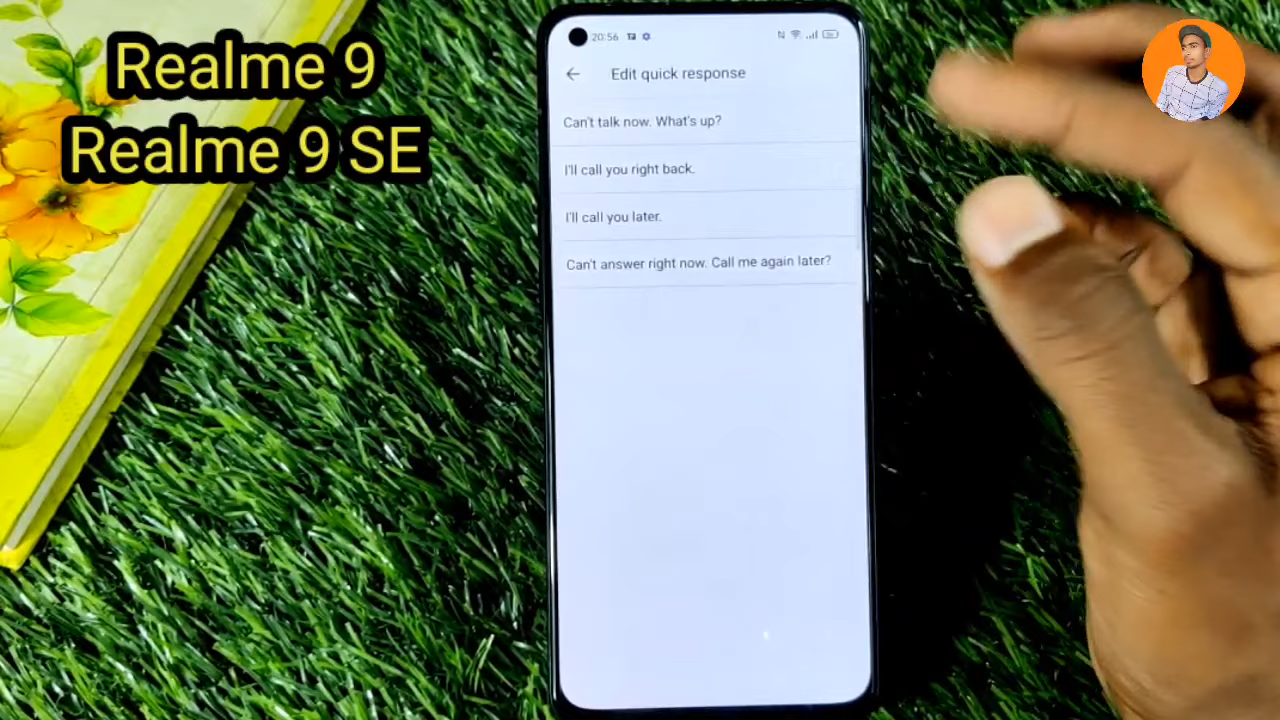 Realme 9
Realme 9 SE
20:56
Edit quick response
Can't talk now. What's up?
I'll call you right back.
I'll call you later.
Can't answer right now. Call me again later?